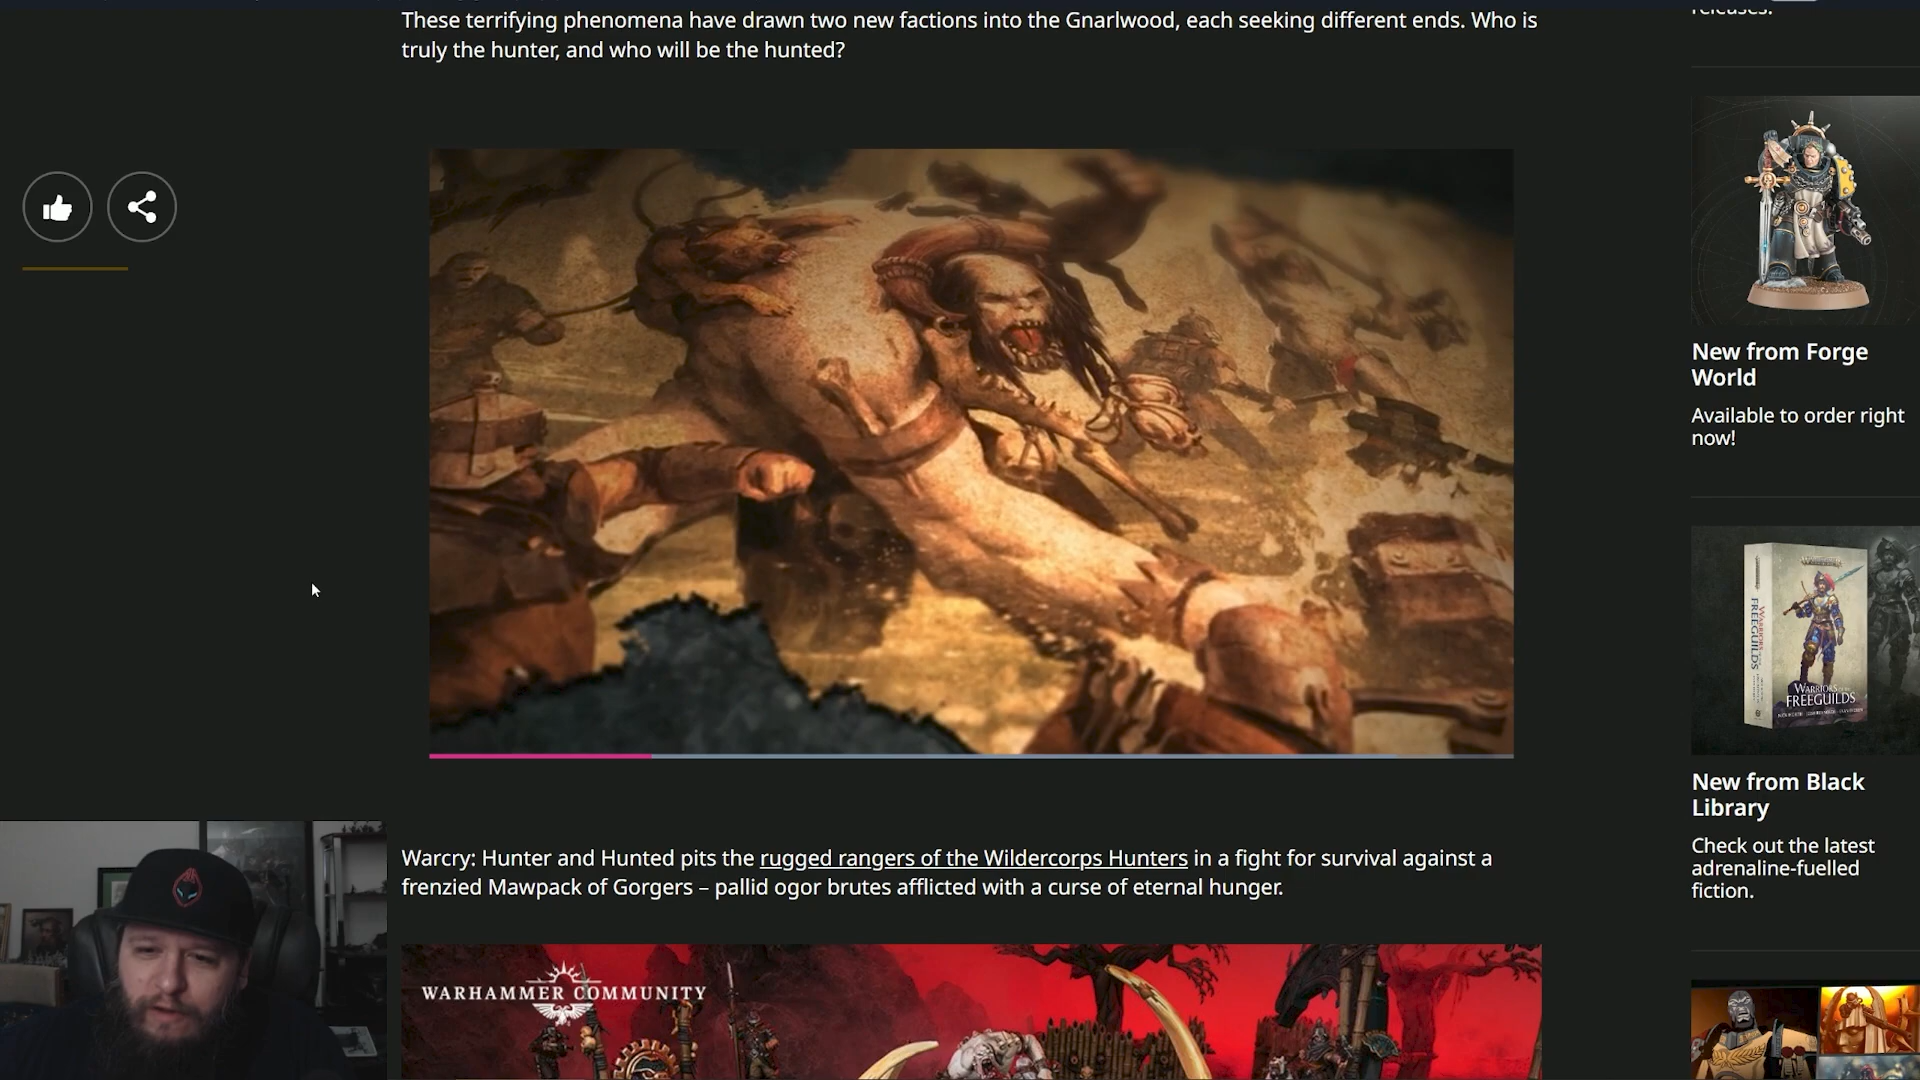 releases.
These terrifying phenomena have drawn two new factions into the Gnarlwood, each seeking different ends. Who is
truly the hunter, and who will be the hunted?
New from Forge
World
Available to order right
now!
WARRIORS
FREEGUILDS
WARRIORS OF THE
FREEGUILDS
New from Black
Library
Check out the latest
adrenaline-fuelled
fiction.
Warcry: Hunter and Hunted pits the rugged rangers of the Wildercorps Hunters in a fight for survival against a
frenzied Mawpack of Gorgers – pallid ogor brutes afflicted with a curse of eternal hunger.
WARHAMMER COMMUNITY